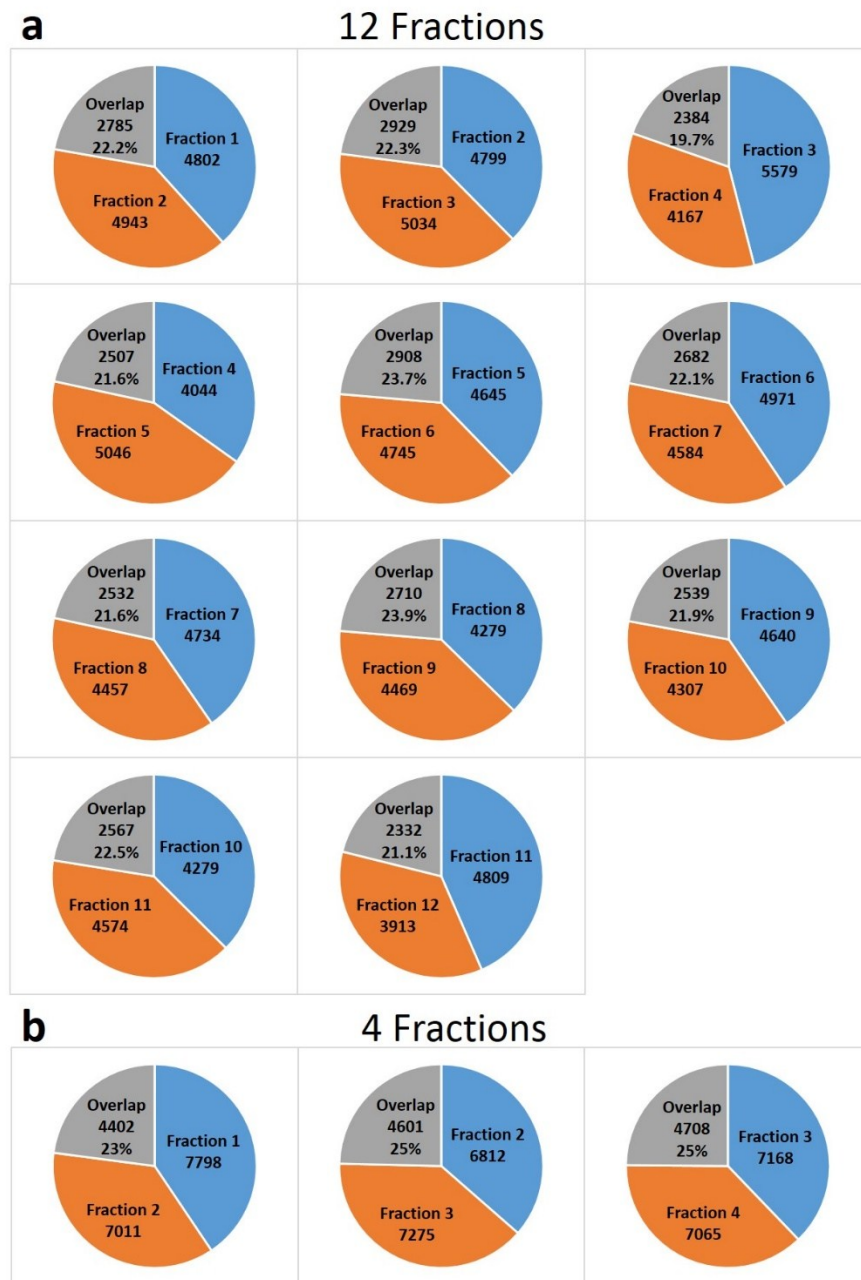 a
12 Fractions
Overlap
2785
22.2%
Fraction 1
4802
Fraction 2
4943
Overlap
2929
22.3%
Fraction 2
4799
Fraction 3
5034
Overlap
2384
19.7%
Fraction 3
5579
Fraction 4
4167
Overlap
2507
21.6%
Fraction 4
4044
Fraction 5
5046
Overlap
2908
23.7%
Fraction 5
4645
Fraction 6
4745
Overlap
2682
22.1%
Fraction 6
4971
Fraction 7
4584
Overlap
2532
21.6%
Fraction 7
4734
Fraction 8
4457
Overlap
2710
23.9%
Fraction 8
4279
Fraction 9
4469
Overlap
2539
21.9%
Fraction 9
4640
Fraction 10
4307
Overlap
2567
22.5%
Fraction 10
4279
Fraction 11
4574
Overlap
2332
21.1%
Fraction 11
4809
Fraction 12
3913
b
4 Fractions
Overlap
4402
23%
Fraction 1
7798
Fraction 2
7011
Overlap
4601
25%
Fraction 2
6812
Fraction 3
7275
Overlap
4708
25%
Fraction 3
7168
Fraction 4
7065